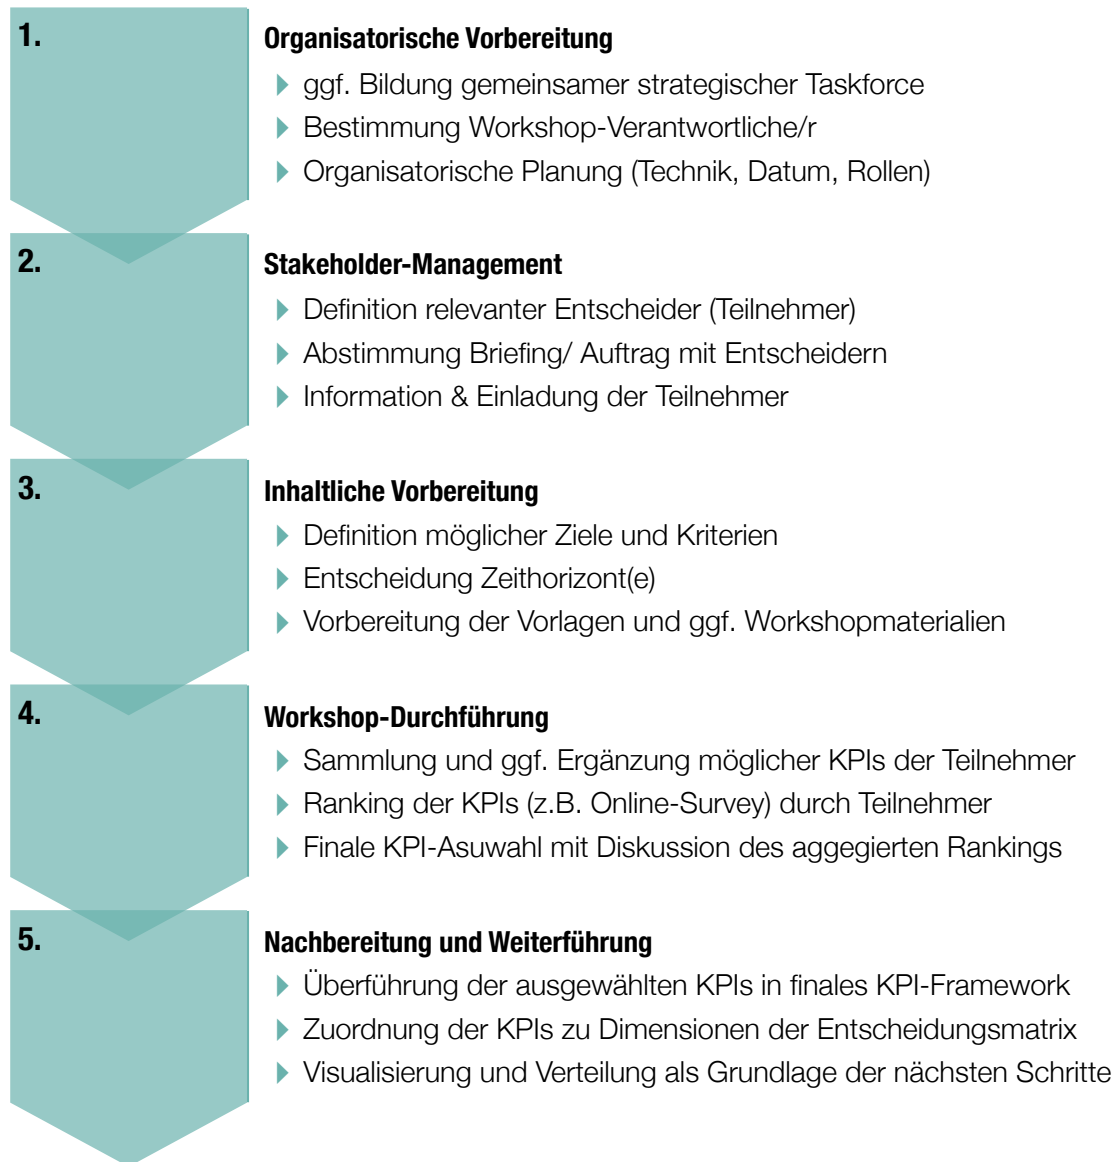 1.
Organisatorische Vorbereitung
ggf. Bildung gemeinsamer strategischer Taskforce
Bestimmung Workshop-Verantwortliche/r
Organisatorische Planung (Technik, Datum, Rollen)
2.
Stakeholder-Management
Definition relevanter Entscheider (Teilnehmer)
Abstimmung Briefing/ Auftrag mit Entscheidern
Information & Einladung der Teilnehmer
3.
Inhaltliche Vorbereitung
Definition möglicher Ziele und Kriterien
Entscheidung Zeithorizont(e)
Vorbereitung der Vorlagen und ggf. Workshopmaterialien
4.
Workshop-Durchführung
Sammlung und ggf. Ergänzung möglicher KPIs der Teilnehmer
Ranking der KPIs (z.B. Online-Survey) durch Teilnehmer
Finale KPI-Asuwahl mit Diskussion des aggegierten Rankings
5.
Nachbereitung und Weiterführung
Überführung der ausgewählten KPIs in finales KPI-Framework
Zuordnung der KPIs zu Dimensionen der Entscheidungsmatrix
Visualisierung und Verteilung als Grundlage der nächsten Schritte